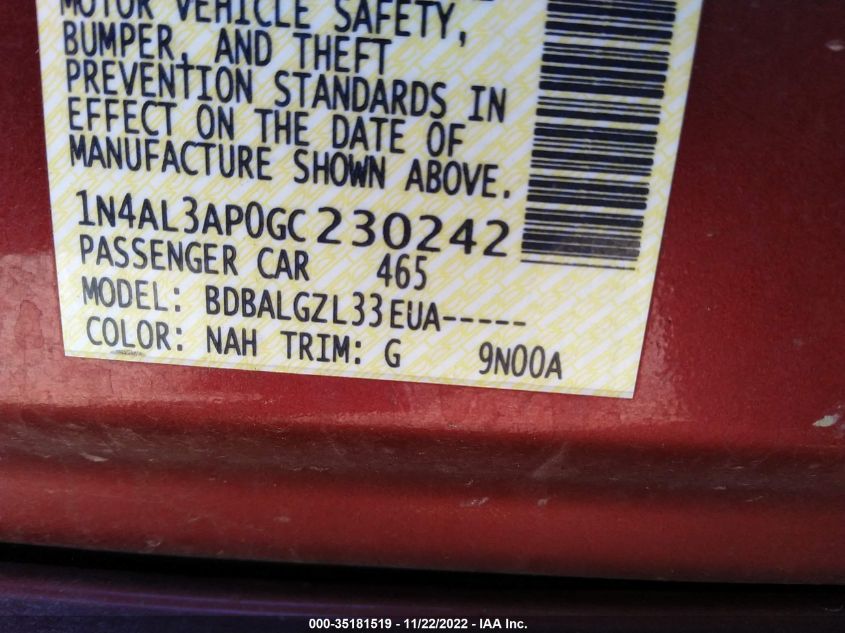 MOTOR VEHICLE SAFETY,
BUMPER, AND THEFT
PREVENTION STANDARDS IN
EFFECT ON THE DATE OF
MANUFACTURE SHOWN ABOVE.
1N4AL3AP0GC230242
PASSENGER CAR 465
MODEL: BDBALGZL33EUA-----
COLOR: NAH TRIM: G 9N00A
000-35181519 - 11/22/2022 - IAA Inc.